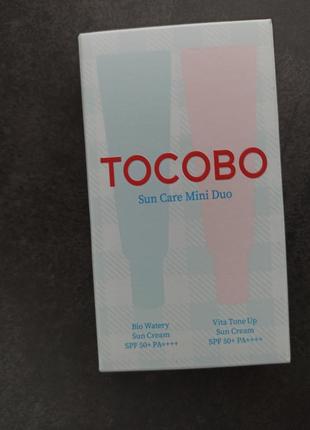 TOCOBO
Sun Care Mini Duo
Bio Watery
Sun Cream
SPF 50+ PA++++
Vita Tone Up
Sun Cream
SPF 50+ PA++++